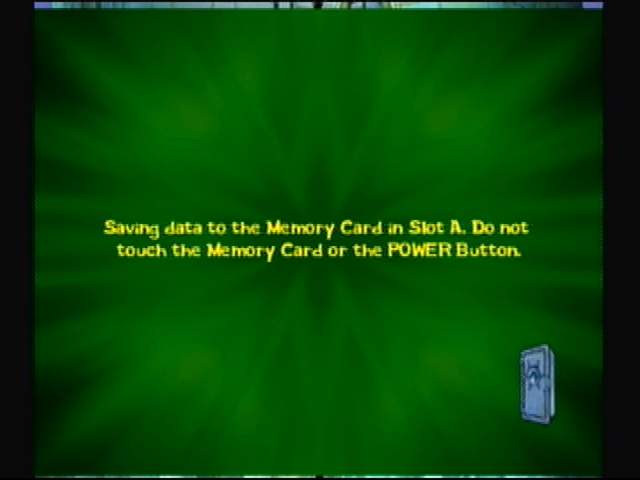 Saving data to the Memory Card in Slot A. Do not
touch the Memory Card or the POWER Button.